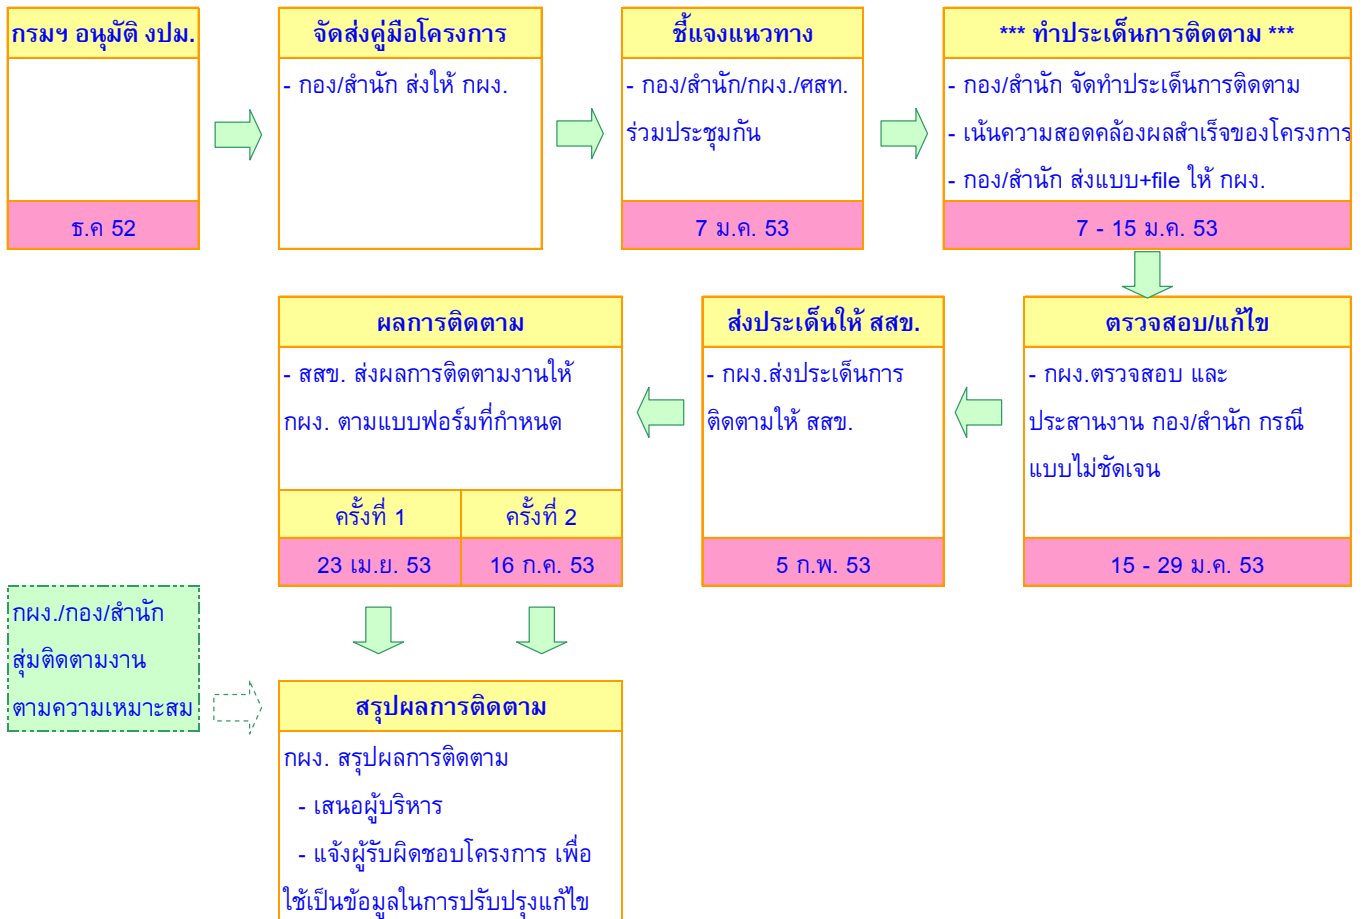 กรมฯ อนุมัติ งปม.
ธ.ค 52
จัดส่งคู่มือโครงการ
- กอง/สำนัก ส่งให้ กผง.
ชี้แจงแนวทาง
- กอง/สำนัก/กผง./ศสท.
ร่วมประชุมกัน
7 ม.ค. 53
*** ทำประเด็นการติดตาม ***
- กอง/สำนัก จัดทำประเด็นการติดตาม
- เน้นความสอดคล้องผลสำเร็จของโครงการ
- กอง/สำนัก ส่งแบบ+file ให้ กผง.
7 - 15 ม.ค. 53
ตรวจสอบ/แก้ไข
- กผง.ตรวจสอบ และ
ประสานงาน กอง/สำนัก กรณี
แบบไม่ชัดเจน
15 - 29 ม.ค. 53
ส่งประเด็นให้ สสข.
- กผง.ส่งประเด็นการ
ติดตามให้ สสข.
5 ก.พ. 53
ผลการติดตาม
- สสข. ส่งผลการติดตามงานให้
กผง. ตามแบบฟอร์มที่กำหนด
ครั้งที่ 1
ครั้งที่ 2
23 เม.ย. 53
16 ก.ค. 53
กผง./กอง/สำนัก
สุ่มติดตามงาน
ตามความเหมาะสม
สรุปผลการติดตาม
กผง. สรุปผลการติดตาม
- เสนอผู้บริหาร
- แจ้งผู้รับผิดชอบโครงการ เพื่อ
ใช้เป็นข้อมูลในการปรับปรุงแก้ไข